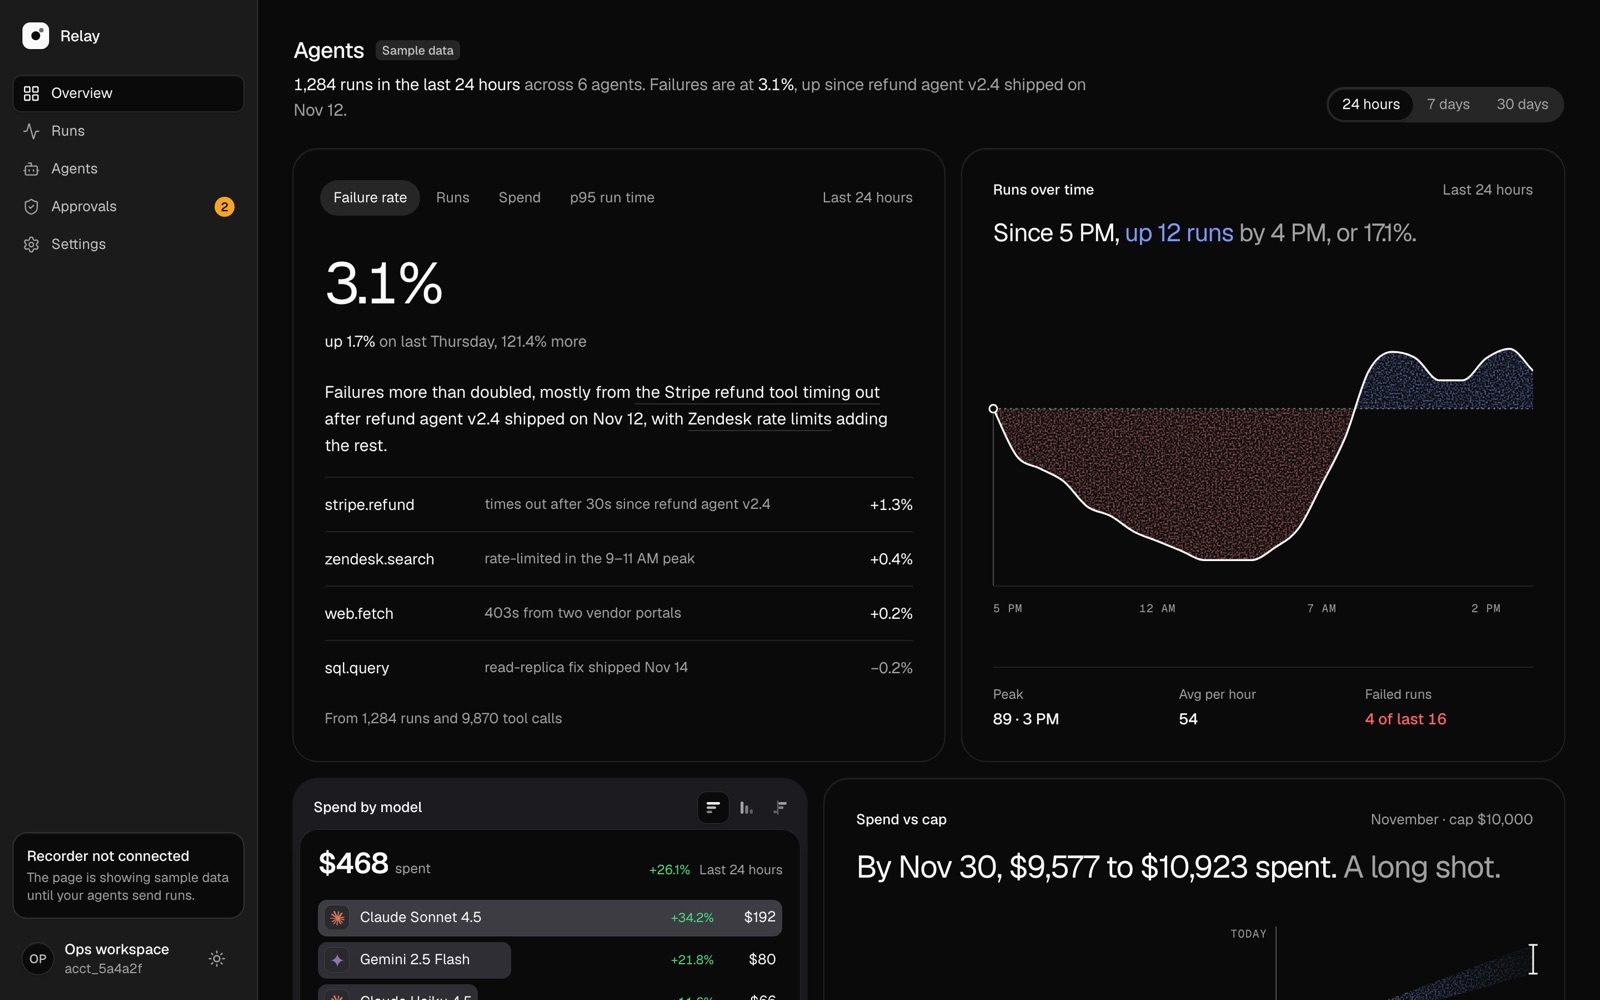 Relay
Overview
Runs
Agents
Approvals
2
Settings
Recorder not connected
The page is showing sample data
until your agents send runs.
OP
Ops workspace
acct_5a4a2f
Agents
Sample data
1,284 runs in the last 24 hours across 6 agents. Failures are at 3.1%, up since refund agent v2.4 shipped on
Nov 12.
24 hours
7 days
30 days
Failure rate
Runs
Spend
p95 run time
Last 24 hours
3.1%
up 1.7% on last Thursday, 121.4% more
Failures more than doubled, mostly from the Stripe refund tool timing out
after refund agent v2.4 shipped on Nov 12, with Zendesk rate limits adding
the rest.
stripe.refund times out after 30s since refund agent v2.4 +1.3%
zendesk.search rate-limited in the 9–11 AM peak +0.4%
web.fetch 403s from two vendor portals +0.2%
sql.query read-replica fix shipped Nov 14 −0.2%
From 1,284 runs and 9,870 tool calls
Runs over time
Last 24 hours
Since 5 PM, up 12 runs by 4 PM, or 17.1%.
5 PM
12 AM
7 AM
2 PM
Peak
89 · 3 PM
Avg per hour
54
Failed runs
4 of last 16
Spend by model
$468 spent
+26.1% Last 24 hours
Claude Sonnet 4.5 +34.2% $192
Gemini 2.5 Flash +21.8% $80
Claude Haiku 4.5 $66
Spend vs cap
November · cap $10,000
By Nov 30, $9,577 to $10,923 spent. A long shot.
TODAY